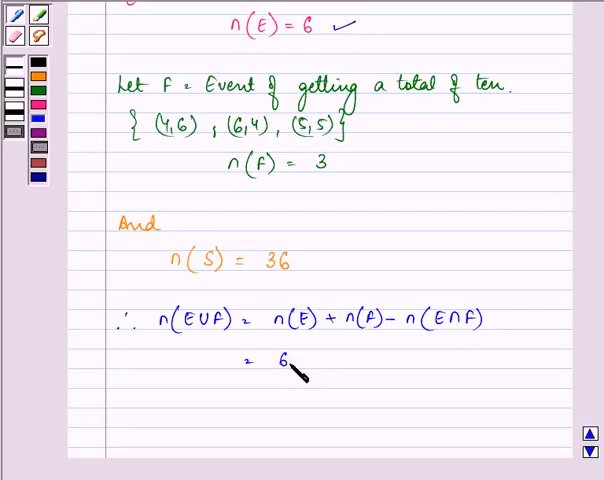 n(E) = 6 ✓
Let F = Event of getting a total of ten.
{ (4,6) , (6,4) , (5,5) }
n(F) = 3
And
n(S) = 36
∴ n(E∪F) = n(E) + n(F) - n(E∩F)
= 6